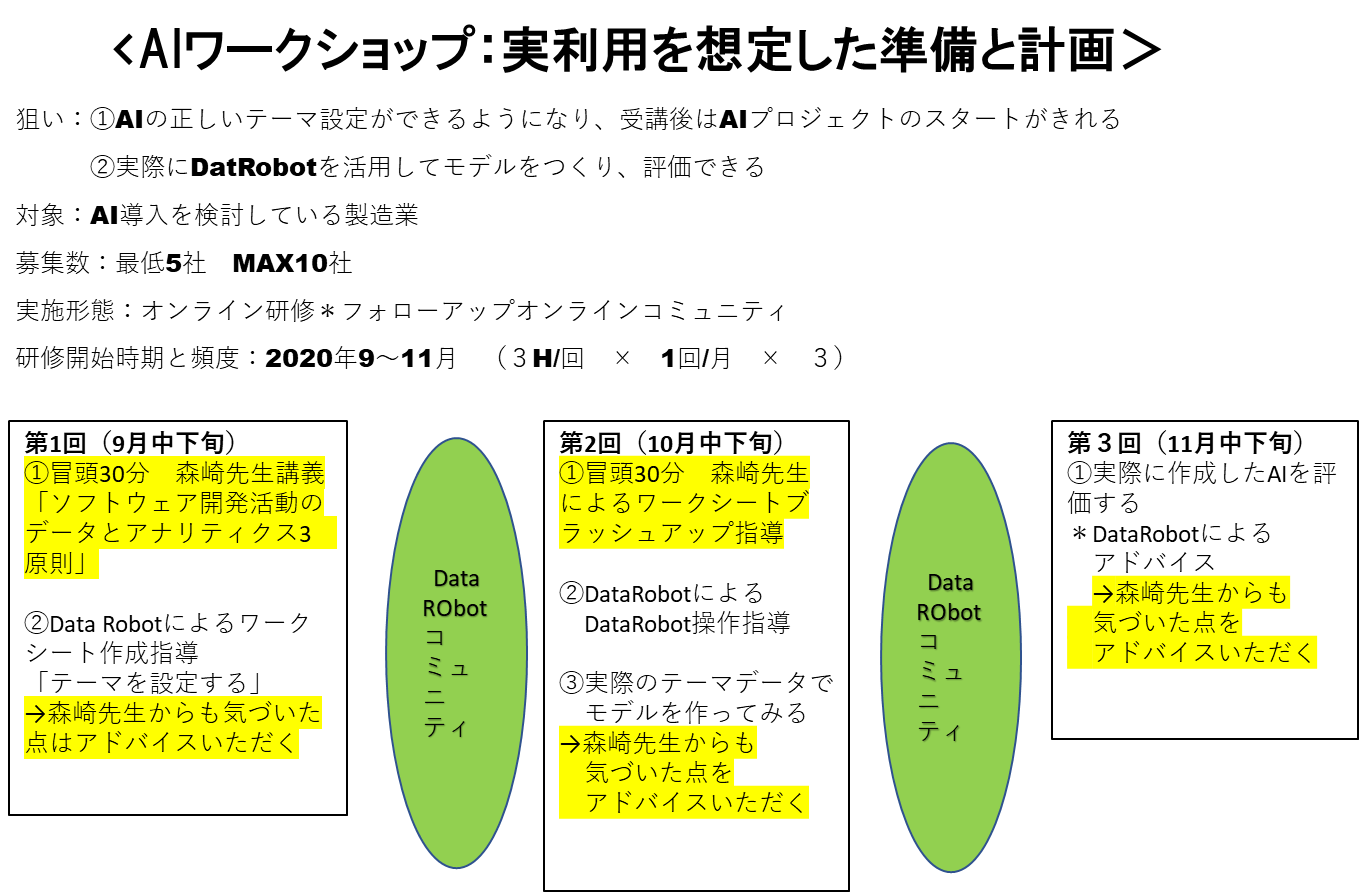 <AIワークショップ：実利用を想定した準備と計画＞
狙い：①AIの正しいテーマ設定ができるようになり、受講後はAIプロジェクトのスタートがきれる
②実際にDatRobotを活用してモデルをつくり、評価できる
対象：AI導入を検討している製造業
募集数：最低5社　MAX10社
実施形態：オンライン研修＊フォローアップオンラインコミュニティ
研修開始時期と頻度：2020年9～11月　（３H/回　×　1回/月　×　３）
第1回（9月中下旬）
①冒頭30分　森崎先生講義
「ソフトウェア開発活動の
データとアナリティクス3
原則」
②Data Robotによるワーク
シート作成指導
「テーマを設定する」
→森崎先生からも気づいた
点はアドバイスいただく
Data
RObot
コ
ミュ
ニ
ティ
第2回（10月中下旬）
①冒頭30分　森崎先生
によるワークシートブ
ラッシュアップ指導
②DataRobotによる
DataRobot操作指導
③実際のテーマデータで
モデルを作ってみる
→森崎先生からも
気づいた点を
アドバイスいただく
Data
RObot
コ
ミュ
ニ
ティ
第３回（11月中下旬）
①実際に作成したAIを評
価する
＊DataRobotによる
アドバイス
→森崎先生からも
気づいた点を
アドバイスいただく